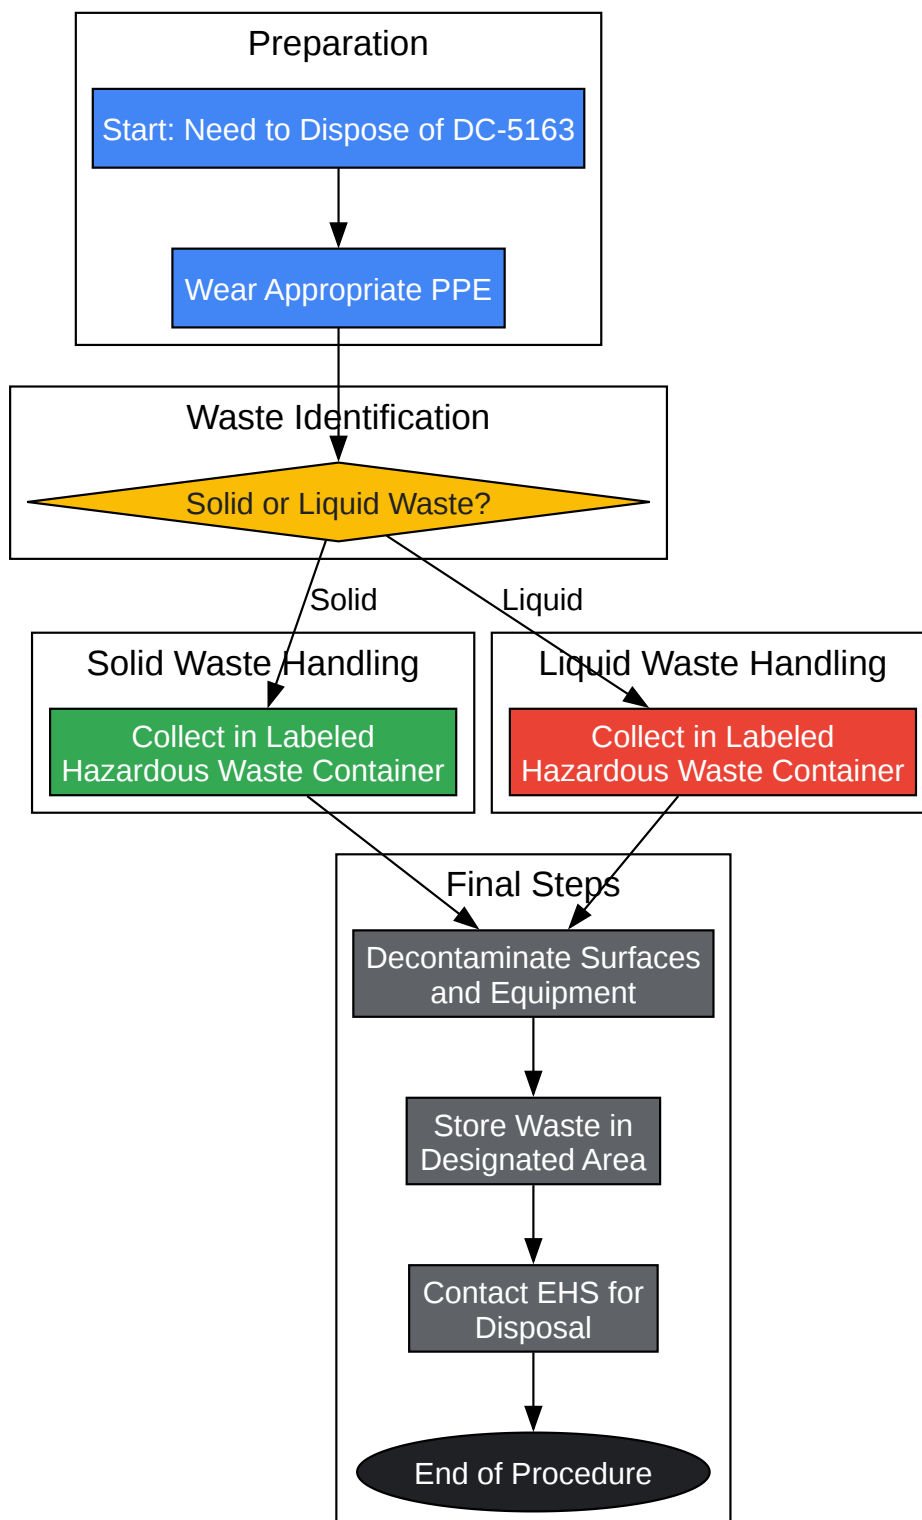 Preparation
Start: Need to Dispose of DC-5163
Wear Appropriate PPE
Waste Identification
Solid or Liquid Waste?
Solid
Liquid
Solid Waste Handling
Collect in Labeled
Hazardous Waste Container
Liquid Waste Handling
Collect in Labeled
Hazardous Waste Container
Final Steps
Decontaminate Surfaces
and Equipment
Store Waste in
Designated Area
Contact EHS for
Disposal
End of Procedure